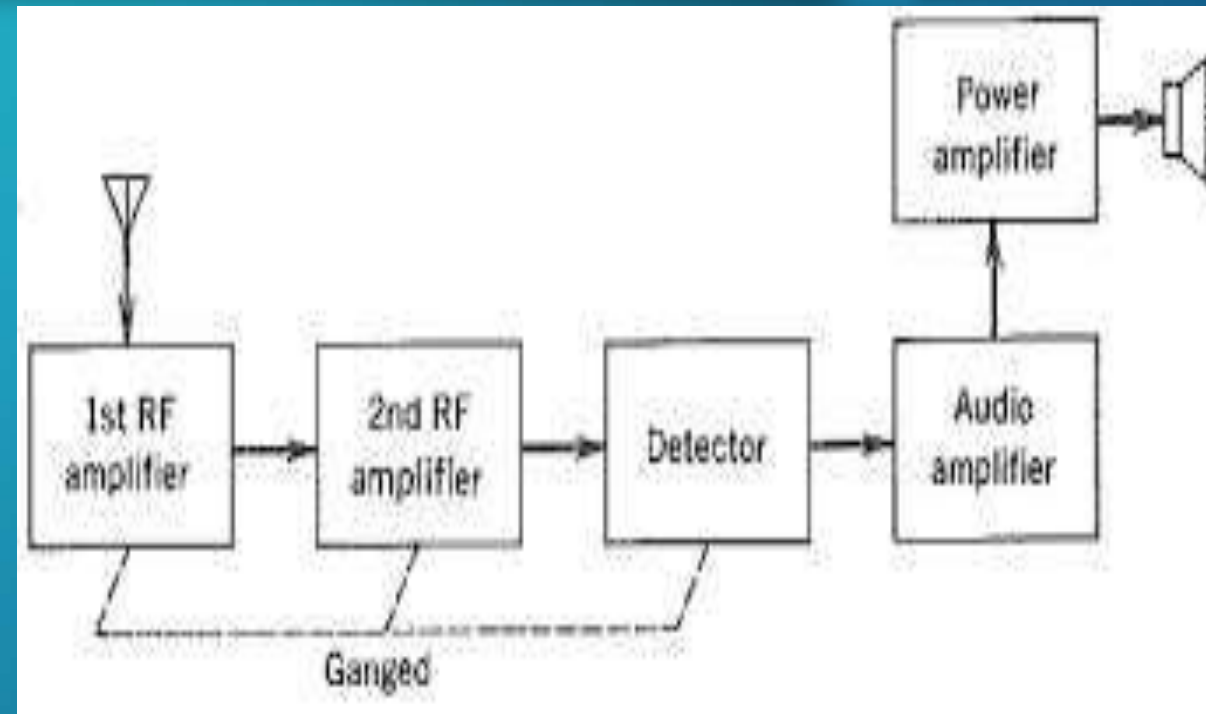 1st RF
amplifier
2nd RF
amplifier
Detector
Audio
amplifier
Power
amplifier
Ganged